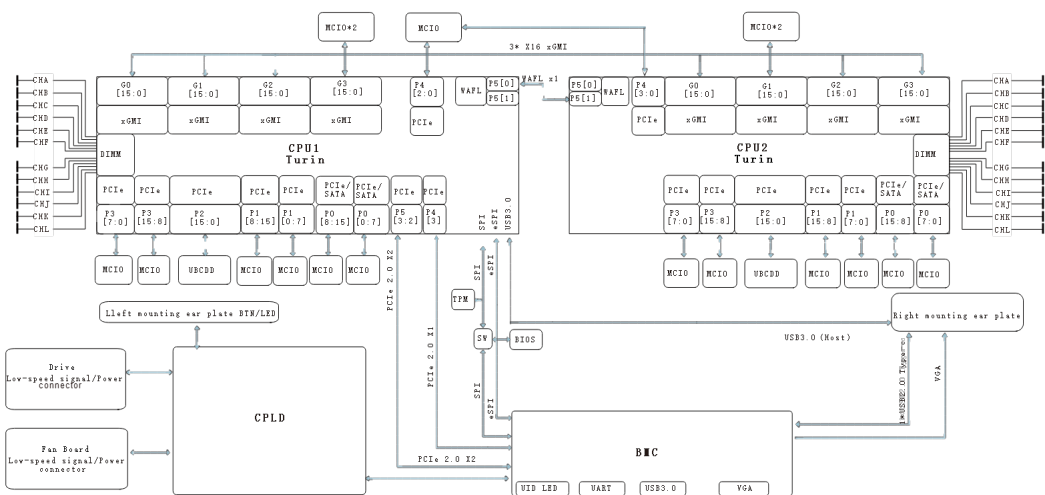 MCIO*2
MCIO
MCIO*2
3* X16 xGMI
CHA
CHB
CHC
CHD
CHE
CHF
CHG
CHH
CHI
CHJ
CHK
CHL
G0
[15:0]
G1
[15:0]
G2
[15:0]
G3
[15:0]
P4
[2:0]
WAFL
P5[0]
P5[1]
WAFL x1
xGMI
xGMI
xGMI
xGMI
PCIe
CPU1
Turin
DIMM
PCIe
PCIe
PCIe
PCIe
PCIe
PCIe/
SATA
PCIe/
SATA
PCIe
PCIe
P3
[7:0]
P3
[15:8]
P2
[15:0]
P1
[8:15]
P1
[0:7]
P0
[8:15]
P0
[0:7]
P5
[3:2]
P4
[3]
SPI
eSPI
USB3.0
MCIO
MCIO
UBCDD
MCIO
MCIO
MCIO
MCIO
P5[0]
P5[1]
WAFL
P4
[3:0]
G0
[15:0]
G1
[15:0]
G2
[15:0]
G3
[15:0]
PCIe
xGMI
xGMI
xGMI
xGMI
CPU2
Turin
DIMM
CHA
CHB
CHC
CHD
CHE
CHF
CHG
CHH
CHI
CHJ
CHK
CHL
PCIe
PCIe
PCIe
PCIe
PCIe
PCIe/
SATA
PCIe/
SATA
P3
[7:0]
P3
[15:8]
P2
[15:0]
P1
[15:8]
P1
[7:0]
P0
[15:8]
P0
[7:0]
MCIO
MCIO
UBCDD
MCIO
MCIO
MCIO
MCIO
PCIe 2.0 X2
PCIe 2.0 X1
SPI
eSPI
TPM
SW
BIOS
SPI
eSPI
Lleft mounting ear plate BTN/LED
Right mounting ear plate
USB3.0(Host)
VGA
Drive
Low-speed signal/Power
connector
Fan Board
Low-speed signal/Power
connector
CPLD
PCIe 2.0 X2
BMC
UID LED
UART
USB3.0
VGA